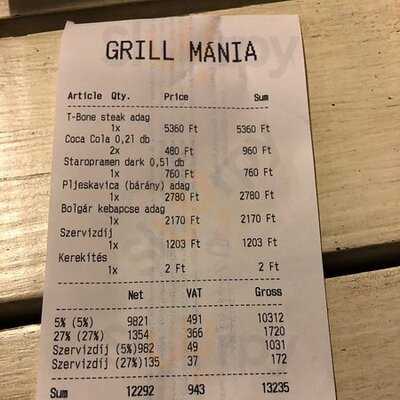 GRILL MANIA
Article Qty. Price Sum
T-Bone steak adag
1x 5360 Ft 5360 Ft
Coca Cola 0,2l db
2x 480 Ft 960 Ft
Staropramen dark 0,5l db
1x 760 Ft 760 Ft
Pljeskavica (bárány) adag
1x 2780 Ft 2780 Ft
Bolgár kebapcse adag
1x 2170 Ft 2170 Ft
Szervizdíj
1x 1203 Ft 1203 Ft
Kerekítés
1x 2 Ft 2 Ft
Net VAT Gross
5% (5%) 9821 491 10312
27% (27%) 1354 366 1720
Szervizdíj (5%)982 49 1031
Szervizdíj (27%)135 37 172
Sum 12292 943 13235